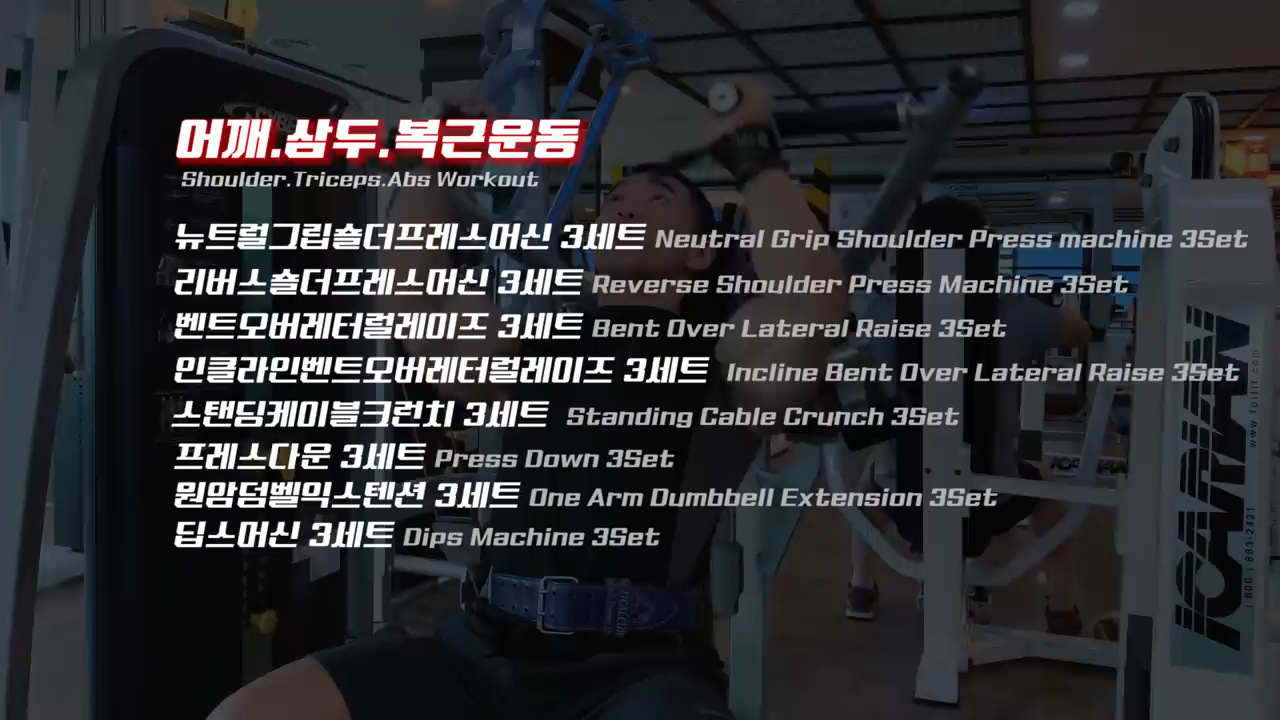 어깨.삼두.복근운동
Shoulder.Triceps.Abs Workout
뉴트럴그립숄더프레스머신 3세트 Neutral Grip Shoulder Press machine 3Set
리버스숄더프레스머신 3세트 Reverse Shoulder Press Machine 3Set
벤트오버레터럴레이즈 3세트 Bent Over Lateral Raise 3Set
인클라인벤트오버레터럴레이즈 3세트 Incline Bent Over Lateral Raise 3Set
스탠딩케이블크런치 3세트 Standing Cable Crunch 3Set
프레스다운 3세트 Press Down 3Set
원암덤벨익스텐션 3세트 One Arm Dumbbell Extension 3Set
딥스머신 3세트 Dips Machine 3Set
ICARIAN